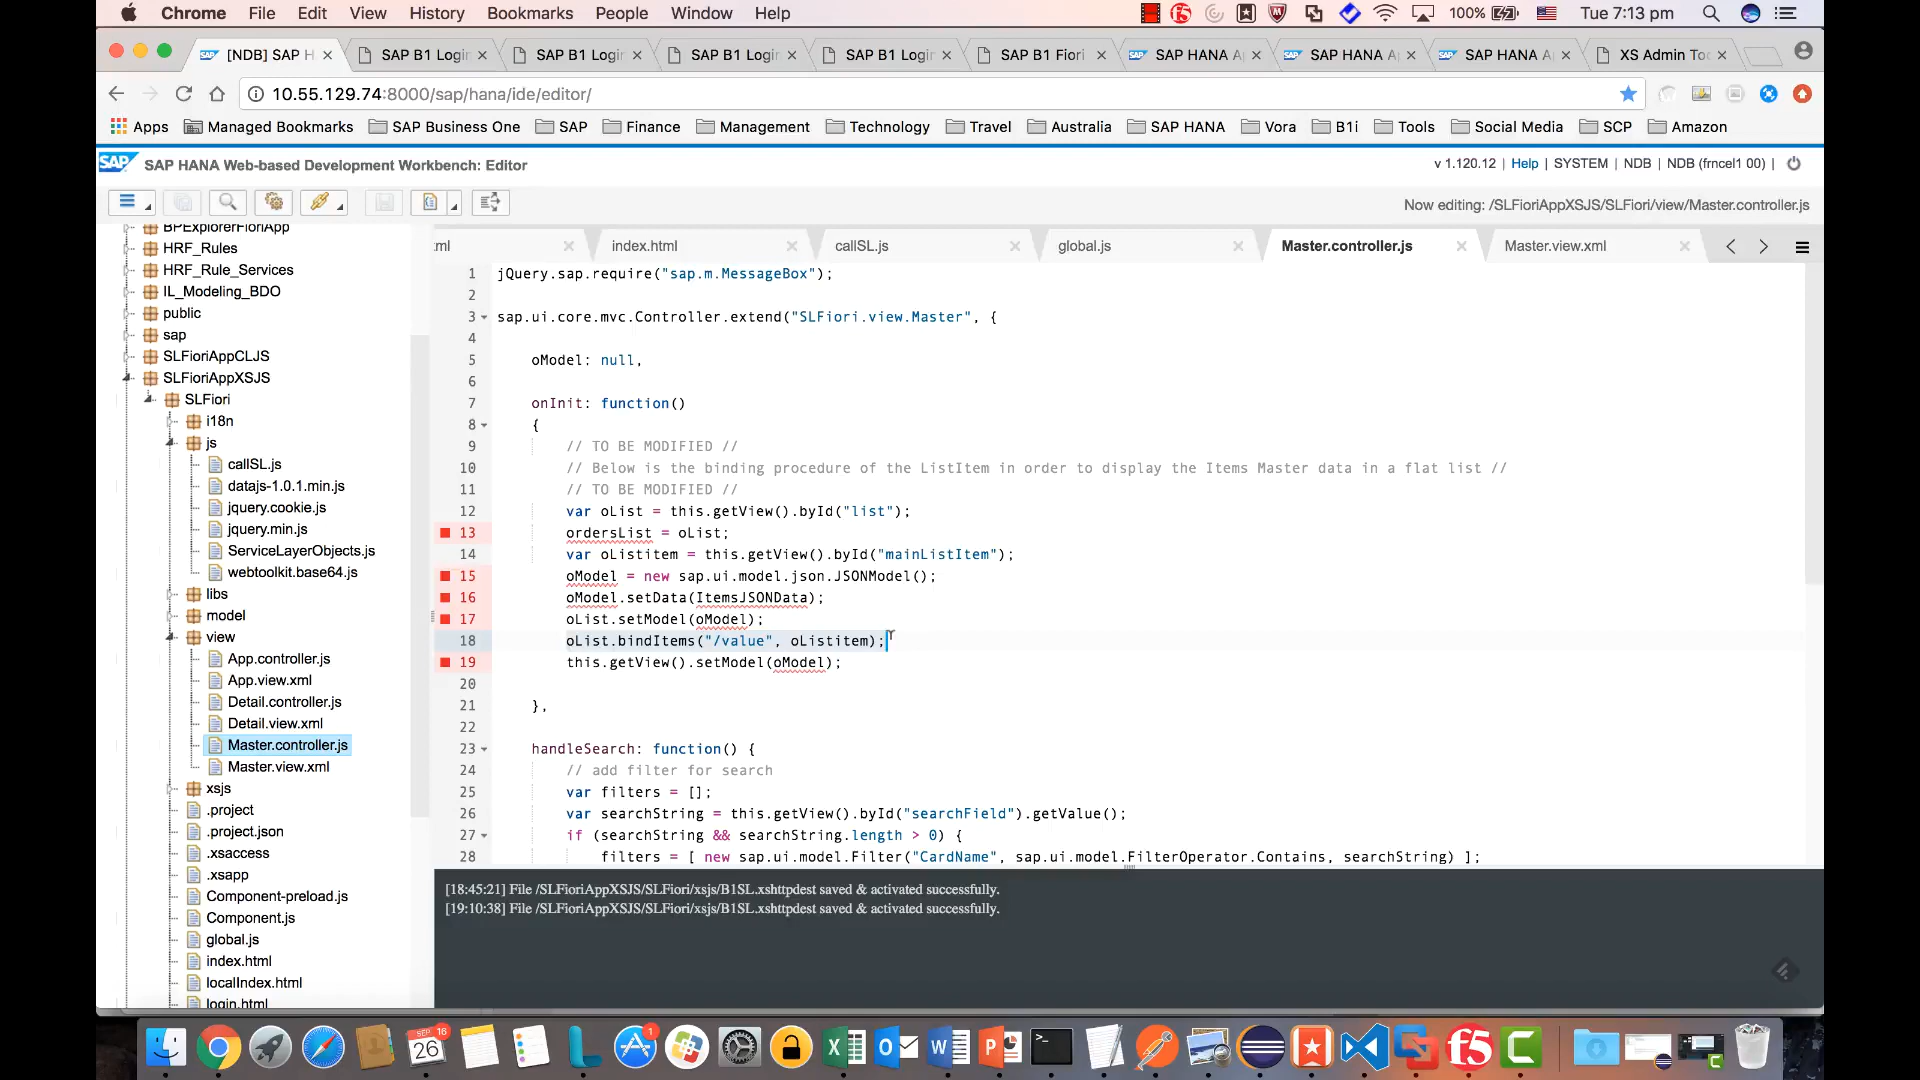 Chrome File Edit View History Bookmarks People Window Help 100% Tue 7:13 pm
[NDB] SAP H × SAP B1 Login × SAP B1 Login × SAP B1 Login × SAP B1 Login × SAP B1 Fiori × SAP HANA A × SAP HANA A × SAP HANA A × XS Admin Too ×
10.55.129.74:8000/sap/hana/ide/editor/
Apps Managed Bookmarks SAP Business One SAP Finance Management Technology Travel Australia SAP HANA Vora B1i Tools Social Media SCP Amazon
SAP SAP HANA Web-based Development Workbench: Editor v 1.120.12 | Help | SYSTEM | NDB | NDB (frncel1 00) |
Now editing: /SLFioriAppXSJS/SLFiori/view/Master.controller.js
BPExplorerFioriApp
HRF_Rules
HRF_Rule_Services
IL_Modeling_BDO
public
sap
SLFioriAppCLJS
SLFioriAppXSJS
SLFiori
i18n
js
callSL.js
datajs-1.0.1.min.js
jquery.cookie.js
jquery.min.js
ServiceLayerObjects.js
webtoolkit.base64.js
libs
model
view
App.controller.js
App.view.xml
Detail.controller.js
Detail.view.xml
Master.controller.js
Master.view.xml
xsjs
.project
.project.json
.xsaccess
.xsapp
Component-preload.js
Component.js
global.js
index.html
localIndex.html
login.html
ml × index.html × callSL.js × global.js × Master.controller.js × Master.view.xml ×
1 jQuery.sap.require("sap.m.MessageBox");
2
3 sap.ui.core.mvc.Controller.extend("SLFiori.view.Master", {
4
5 oModel: null,
6
7 onInit: function()
8 {
9 // TO BE MODIFIED //
10 // Below is the binding procedure of the ListItem in order to display the Items Master data in a flat list //
11 // TO BE MODIFIED //
12 var oList = this.getView().byId("list");
13 ordersList = oList;
14 var oListitem = this.getView().byId("mainListItem");
15 oModel = new sap.ui.model.json.JSONModel();
16 oModel.setData(ItemsJSONData);
17 oList.setModel(oModel);
18 oList.bindItems("/value", oListitem);
19 this.getView().setModel(oModel);
20
21 },
22
23 handleSearch: function() {
24 // add filter for search
25 var filters = [];
26 var searchString = this.getView().byId("searchField").getValue();
27 if (searchString && searchString.length > 0) {
28 filters = [ new sap.ui.model.Filter("CardName", sap.ui.model.FilterOperator.Contains, searchString) ];
[18:45:21] File /SLFioriAppXSJS/SLFiori/xsjs/B1SL.xshttpdest saved & activated successfully.
[19:10:38] File /SLFioriAppXSJS/SLFiori/xsjs/B1SL.xshttpdest saved & activated successfully.
26
1